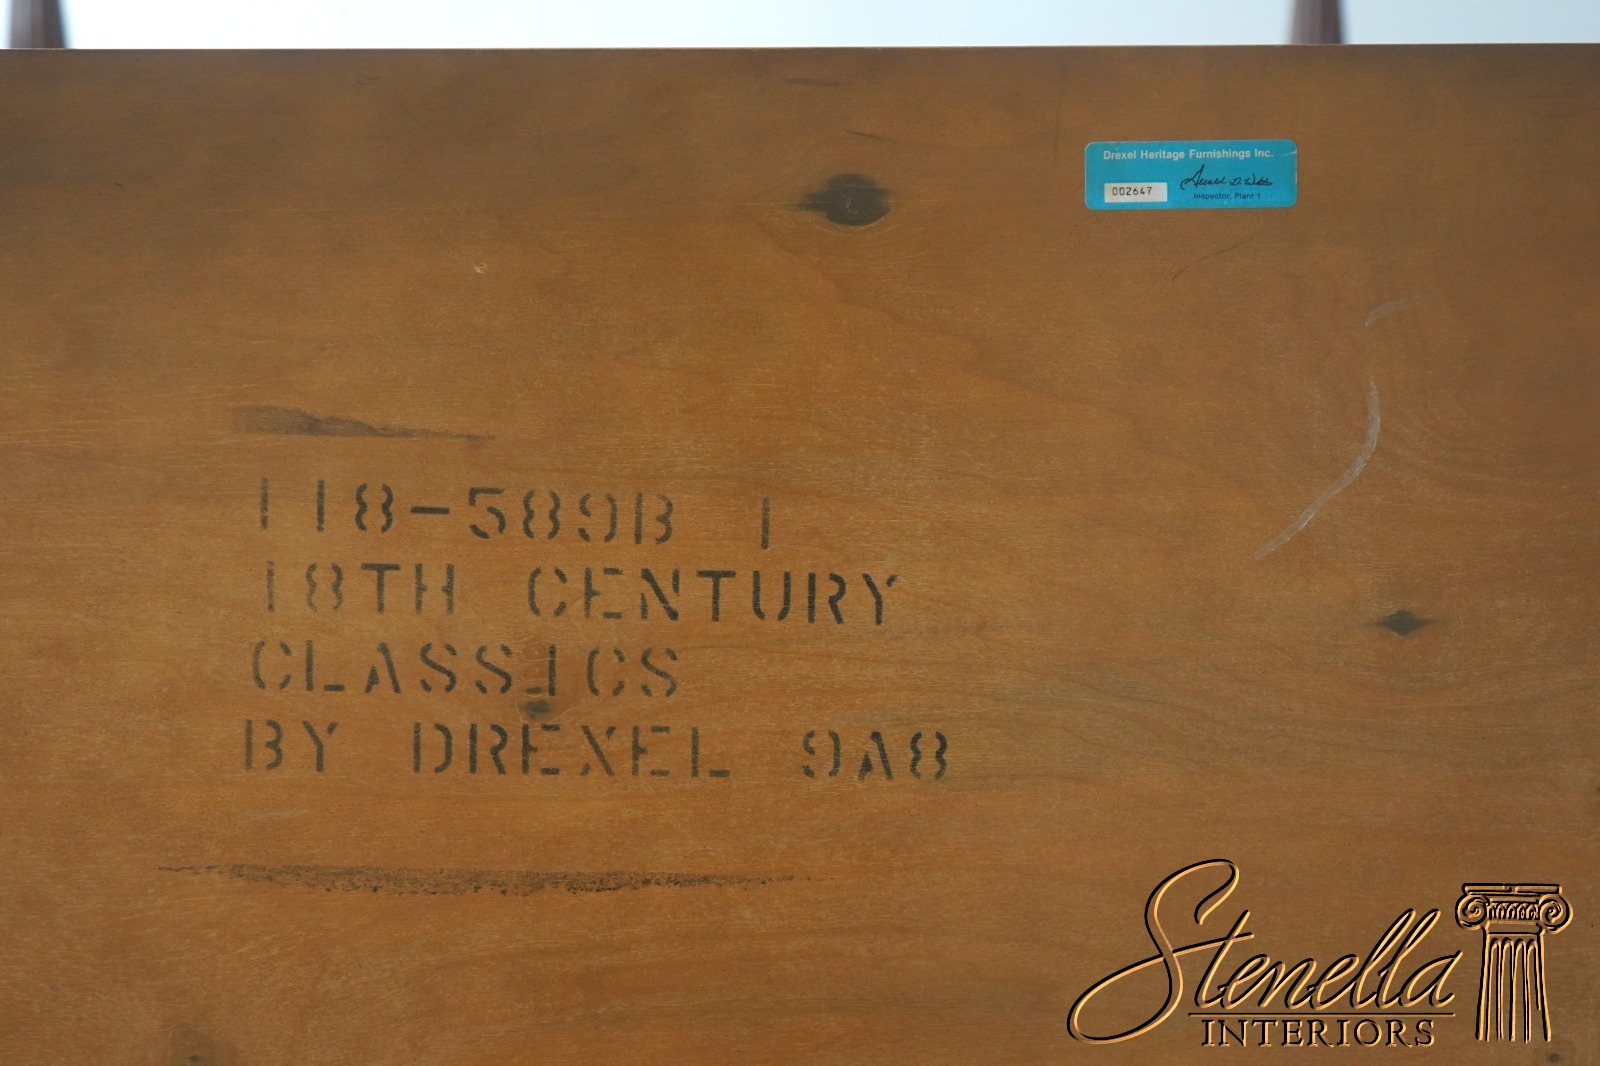 Drexel Heritage Furnishings Inc.
002647
Inspector, Plant 1
118-589B 1
18TH CENTURY
CLASSICS
BY DREXEL 9A8
Stenella
INTERIORS